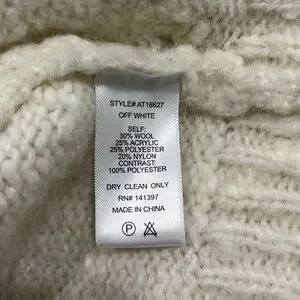 STYLE# AT18627
OFF WHITE
SELF:
30% WOOL
25% ACRYLIC
25% POLYESTER
20% NYLON
CONTRAST:
100% POLYESTER
DRY CLEAN ONLY
RN# 141397
MADE IN CHINA
P